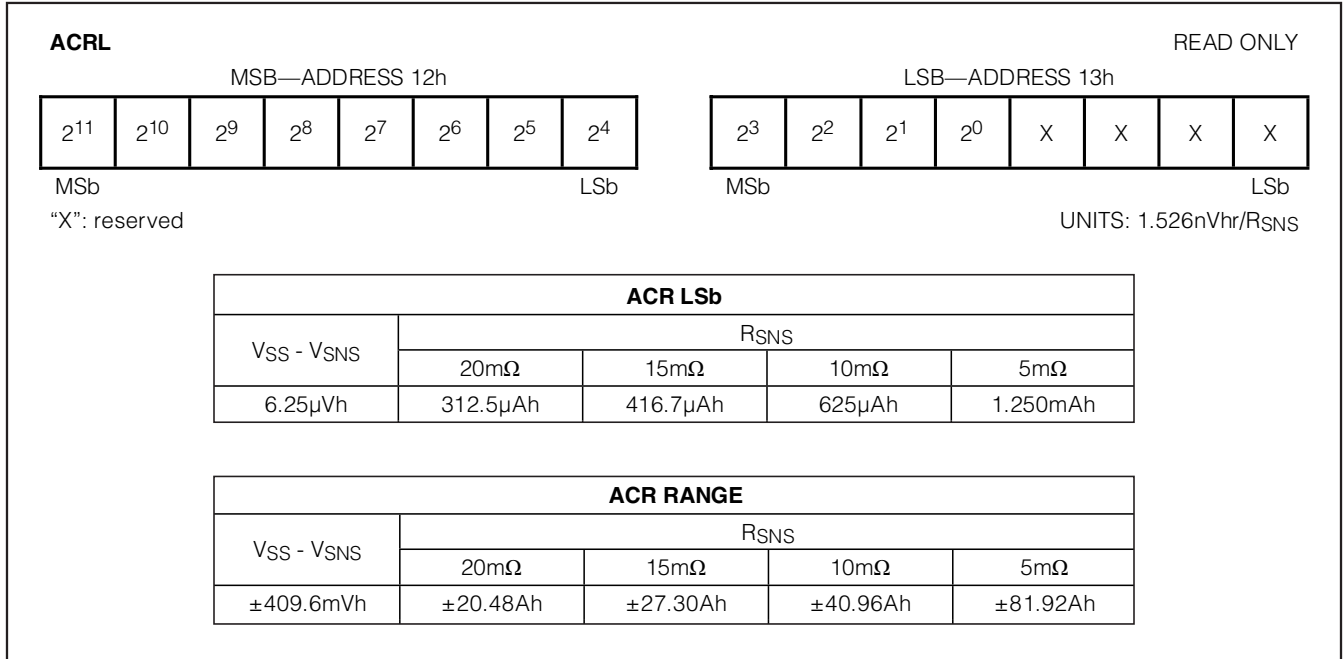 ACRL READ ONLY
MSB—ADDRESS 12h LSB—ADDRESS 13h
2¹¹ 2¹⁰ 2⁹ 2⁸ 2⁷ 2⁶ 2⁵ 2⁴ 2³ 2² 2¹ 2⁰ X X X X
MSb LSb MSb LSb
“X”: reserved UNITS: 1.526nVhr/RSNS
ACR LSb
VSS - VSNS RSNS
20mΩ 15mΩ 10mΩ 5mΩ
6.25µVh 312.5µAh 416.7µAh 625µAh 1.250mAh
ACR RANGE
VSS - VSNS RSNS
20mΩ 15mΩ 10mΩ 5mΩ
±409.6mVh ±20.48Ah ±27.30Ah ±40.96Ah ±81.92Ah